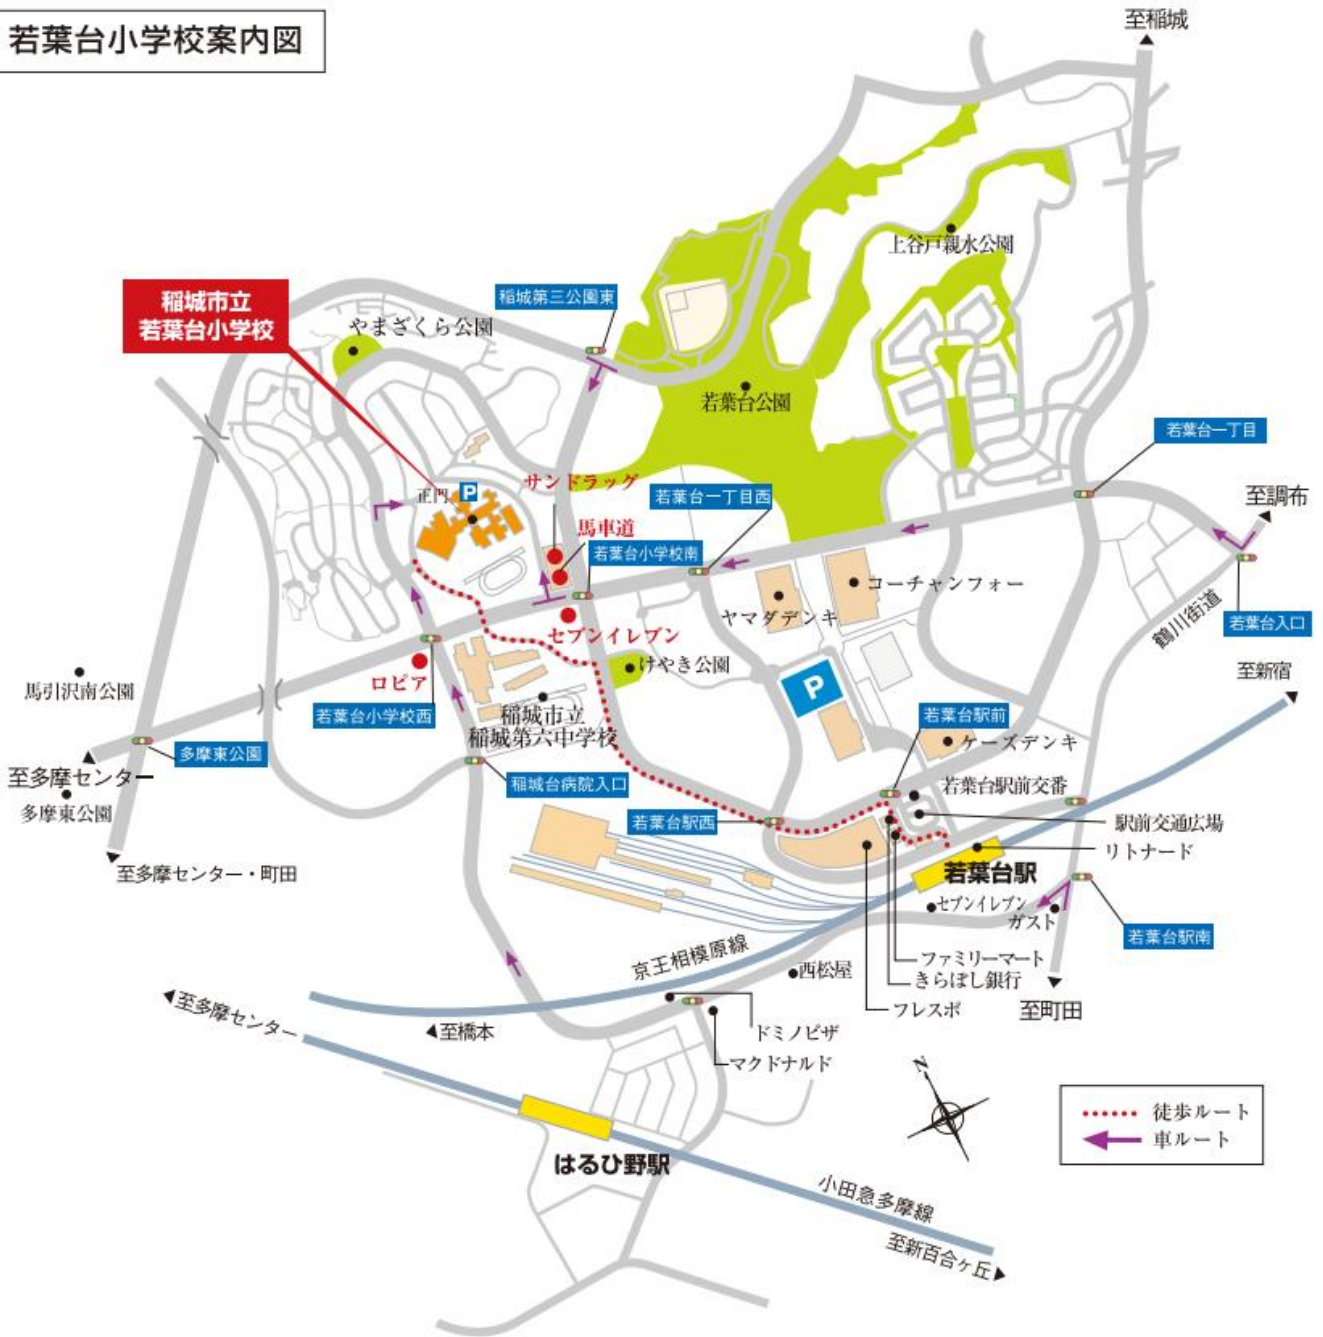 若葉台小学校案内図
至稲城
上谷戸親水公園
稲城市立
若葉台小学校
やまざくら公園
稲城第三公園東
若葉台公園
若葉台一丁目
正門
P
サンドラッグ
若葉台一丁目西
至調布
馬車道
若葉台小学校南
コーチャンフォー
ヤマダデンキ
鶴川街道
若葉台入口
セブンイレブン
けやき公園
至新宿
馬引沢南公園
ロピア
P
若葉台小学校西
稲城市立
稲城第六中学校
若葉台駅前
ケーズデンキ
多摩東公園
至多摩センター
稲城台病院入口
若葉台駅前交番
多摩東公園
若葉台駅西
駅前交通広場
リトナード
至多摩センター・町田
若葉台駅
セブンイレブン
ガスト
若葉台駅南
京王相模原線
西松屋
ファミリーマート
きらぼし銀行
フレスポ
至町田
至多摩センター
至橋本
ドミノピザ
マクドナルド
N
徒歩ルート
車ルート
はるひ野駅
小田急多摩線
至新百合ヶ丘